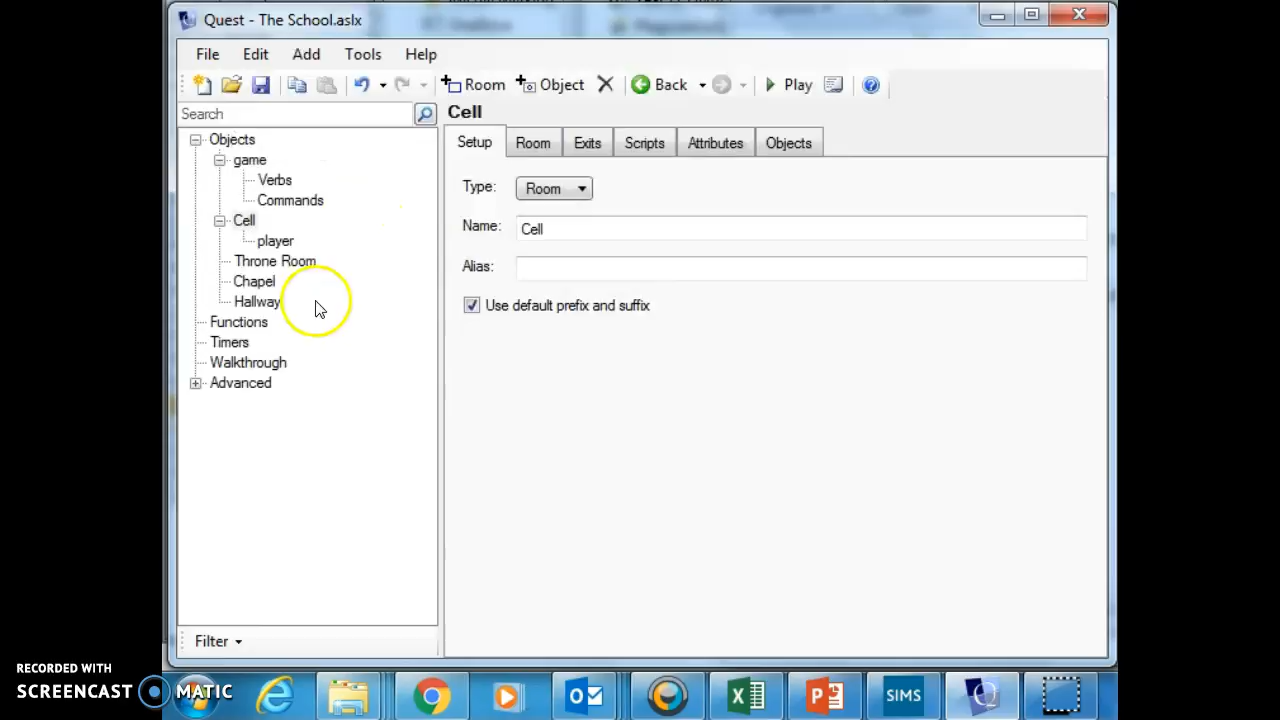 Quest - The School.aslx
File Edit Add Tools Help
Room Object Back Play
Search
Objects
game
Verbs
Commands
Cell
player
Throne Room
Chapel
Hallway
Functions
Timers
Walkthrough
Advanced
Filter
Cell
Setup Room Exits Scripts Attributes Objects
Type: Room
Name: Cell
Alias:
Use default prefix and suffix
RECORDED WITH
SCREENCAST MATIC
SIMS